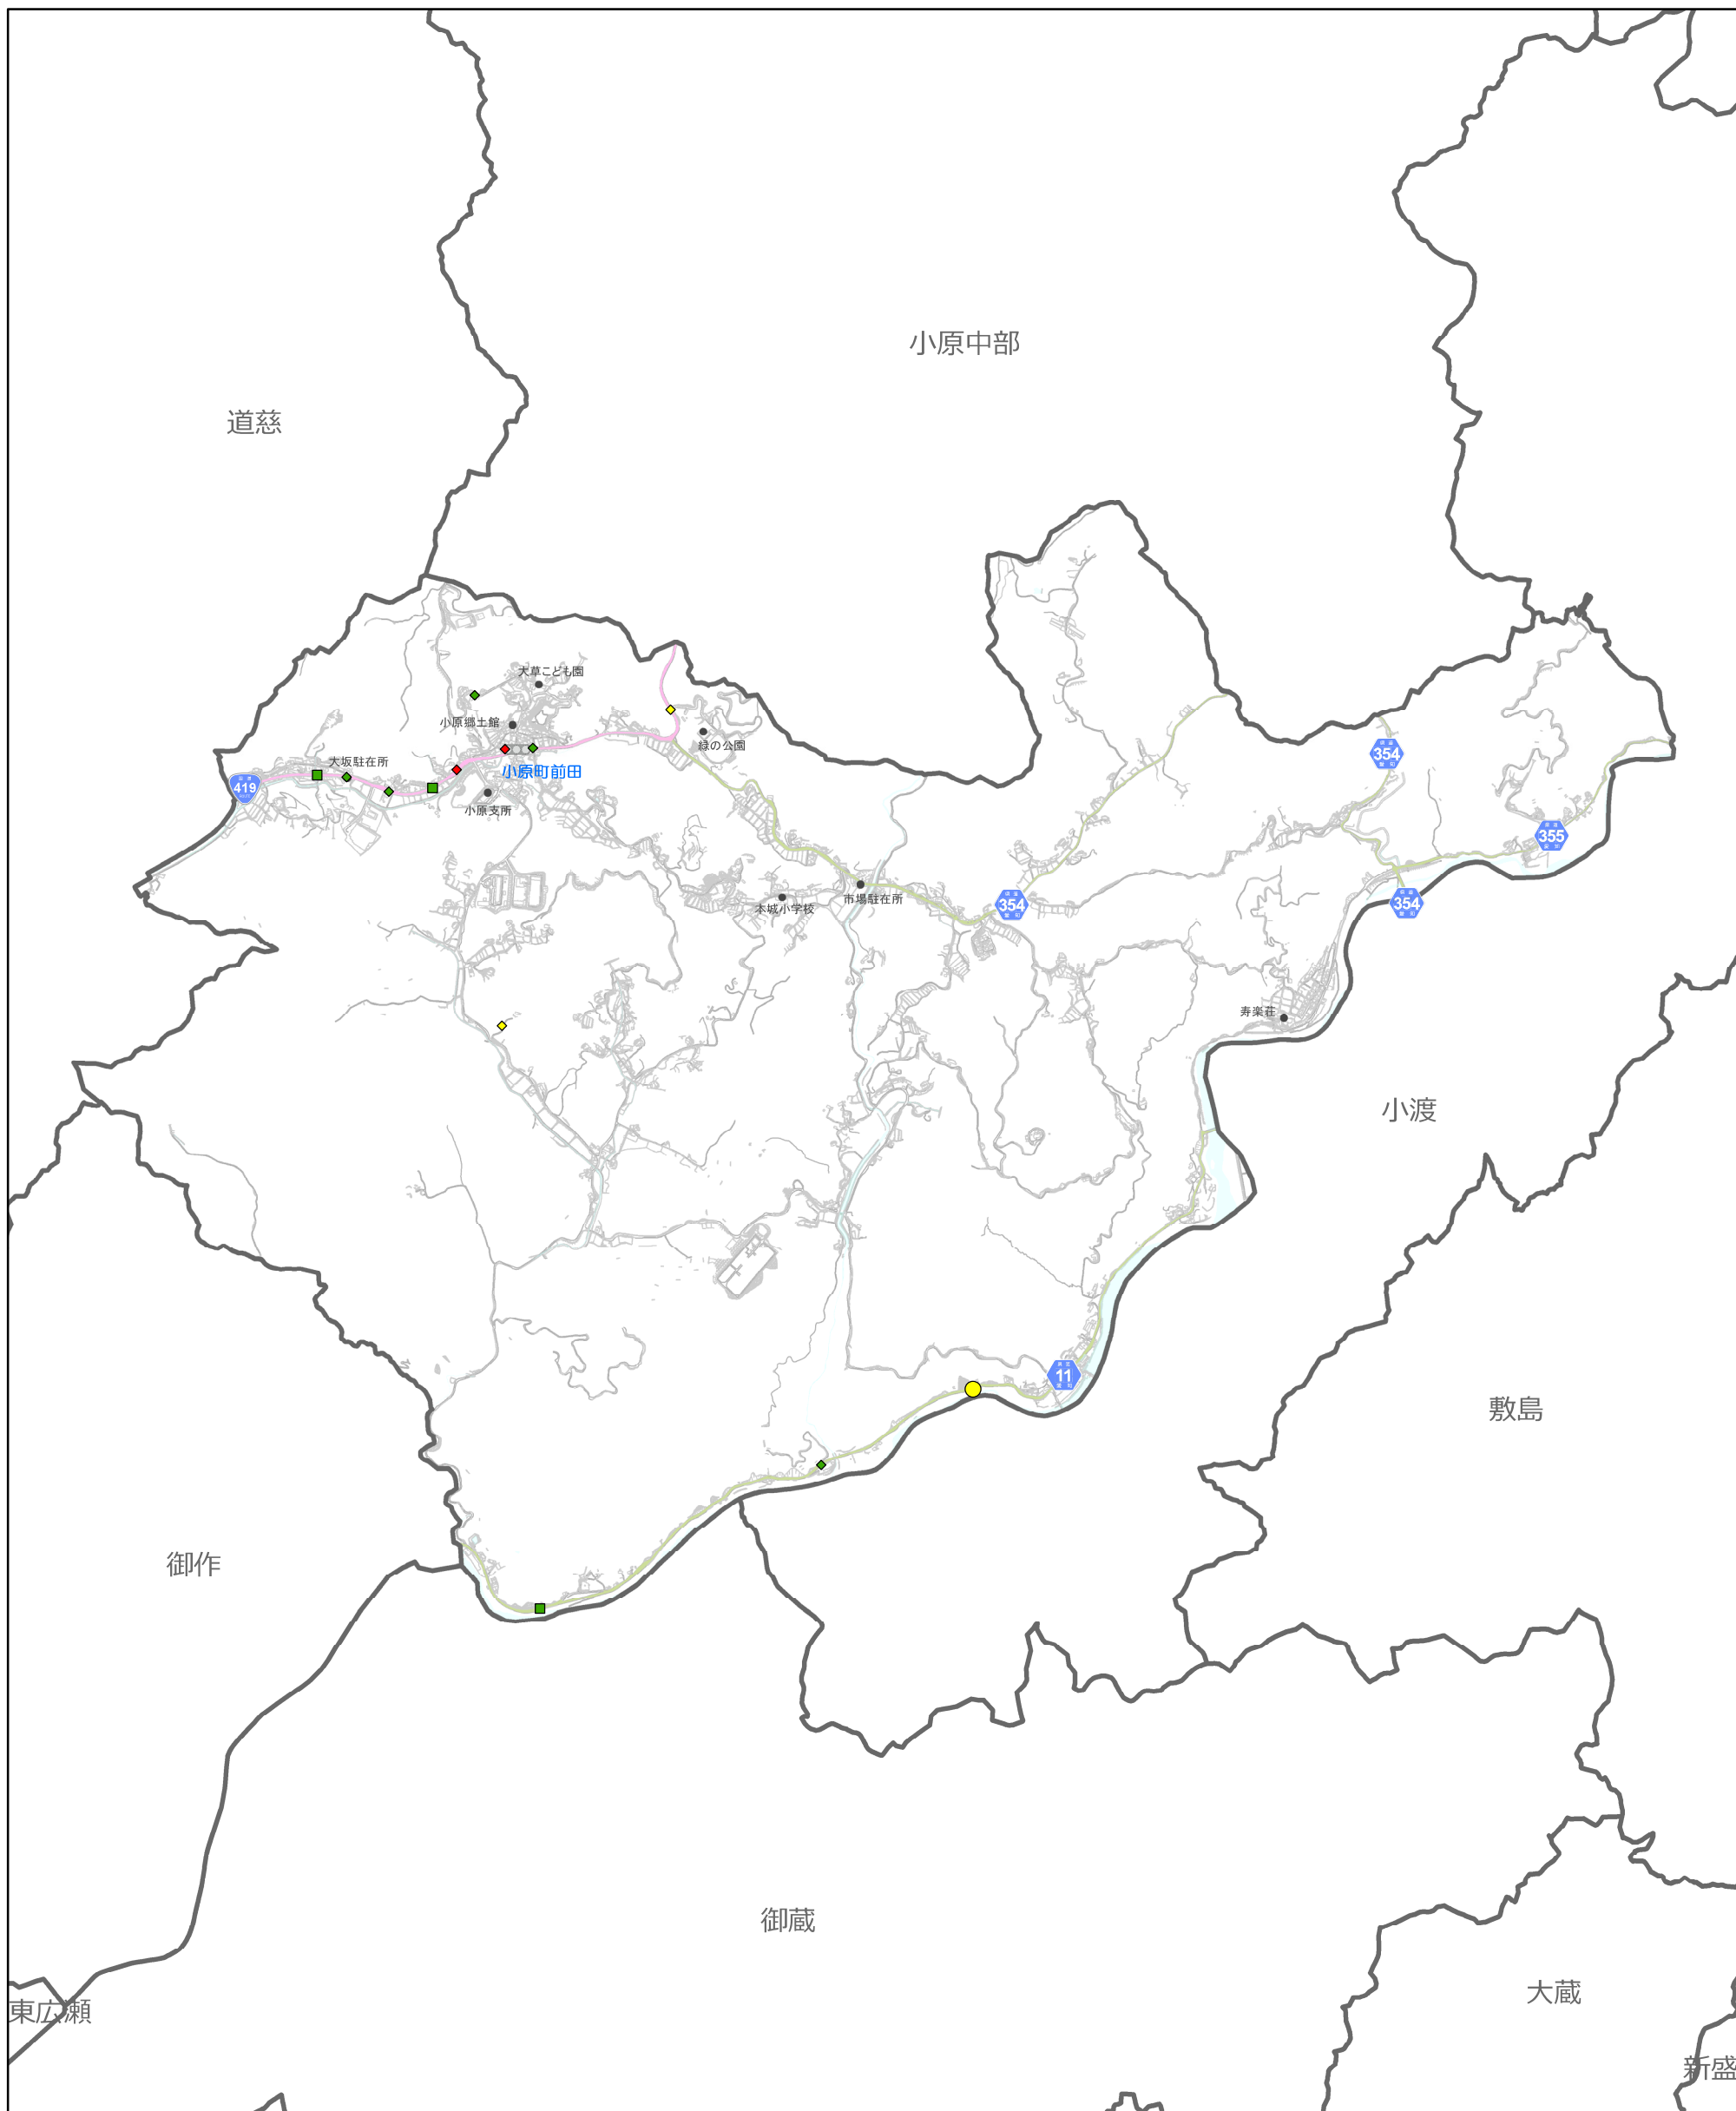 小原中部
道慈
大草こども園
小原郷土館
緑の公園
大坂駐在所
小原町前田
419
小原支所
354
355
本城小学校
市場駐在所
354
354
寿楽荘
小渡
11
敷島
御作
御蔵
大蔵
東広瀬
新盛